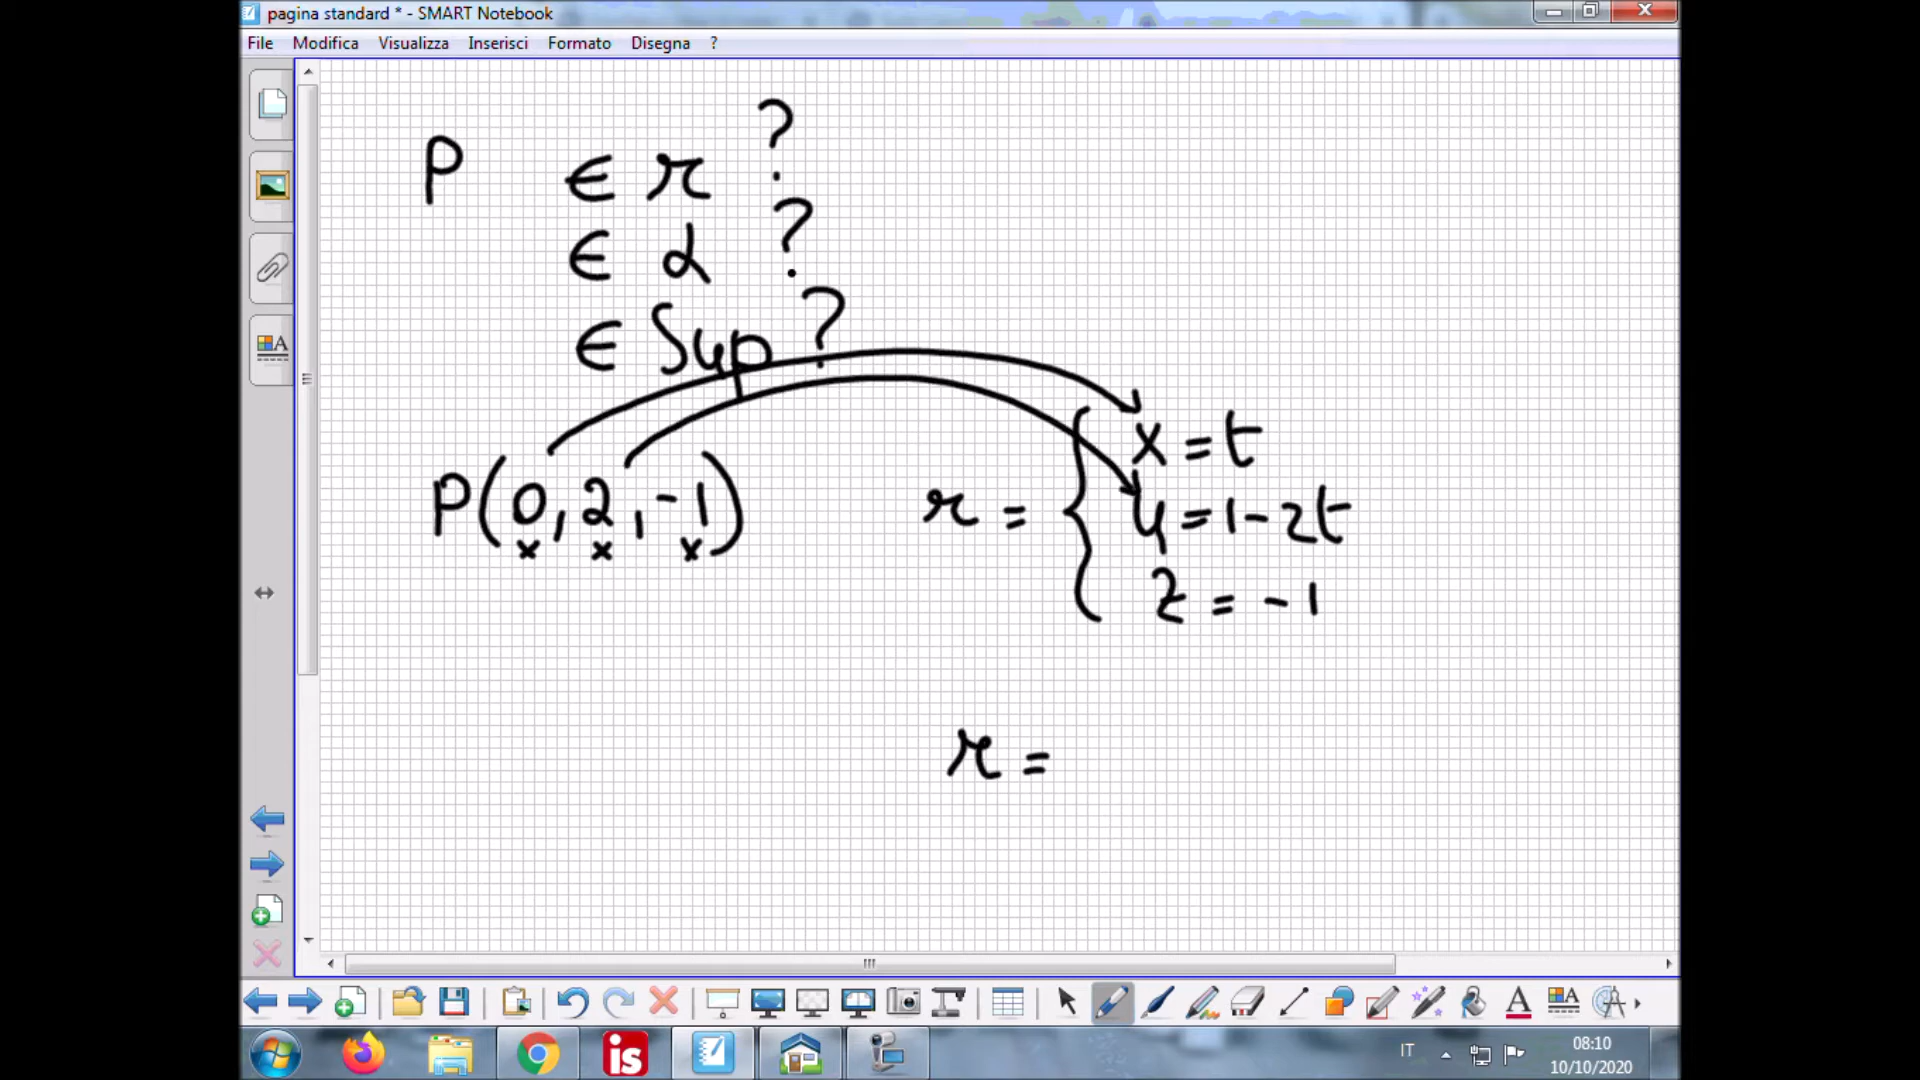 pagina standard * - SMART Notebook
File Modifica Visualizza Inserisci Formato Disegna ?
P ∈ r ?
∈ α ?
∈ Sup ?
P(0, 2, -1)
x x x
r = { x = t
y = 1 - 2t
z = -1
r =
A
is
IT
08:10
10/10/2020